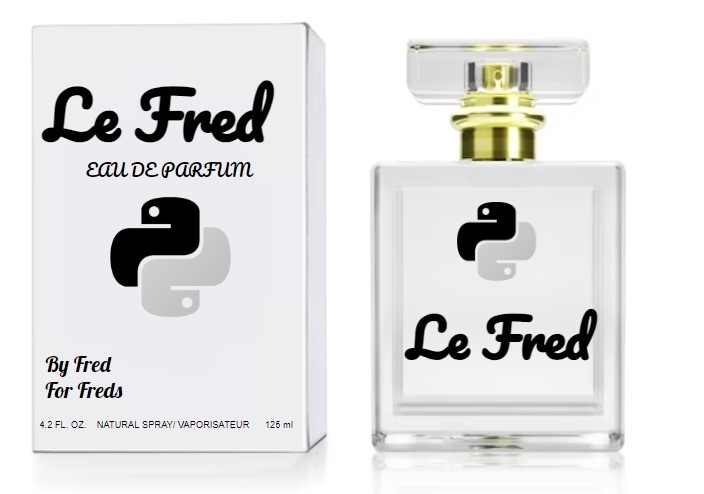 Le Fred
EAU DE PARFUM
By Fred
For Freds
4.2 FL. OZ. NATURAL SPRAY/ VAPORISATEUR 125 ml
Le Fred